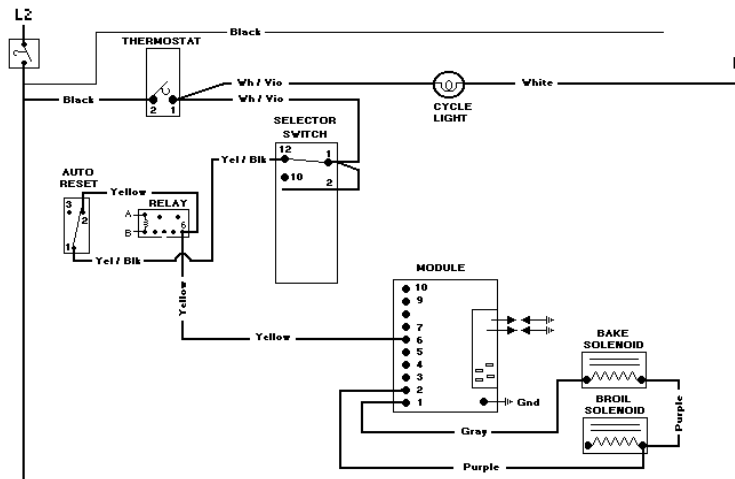 L2
Black
THERMOSTAT
Wh / Vio
White
Black
2 1
Wh / Vio
CYCLE
LIGHT
SELECTOR
SWITCH
12
1
Yel / Blk
10
2
AUTO
RESET
Yellow
3
2
1
RELAY
A
B
6
Yel / Blk
Yellow
MODULE
10
9
7
6
5
4
3
2
1
Yellow
Gnd
BAKE
SOLENOID
BROIL
SOLENOID
Purple
Gray
Purple